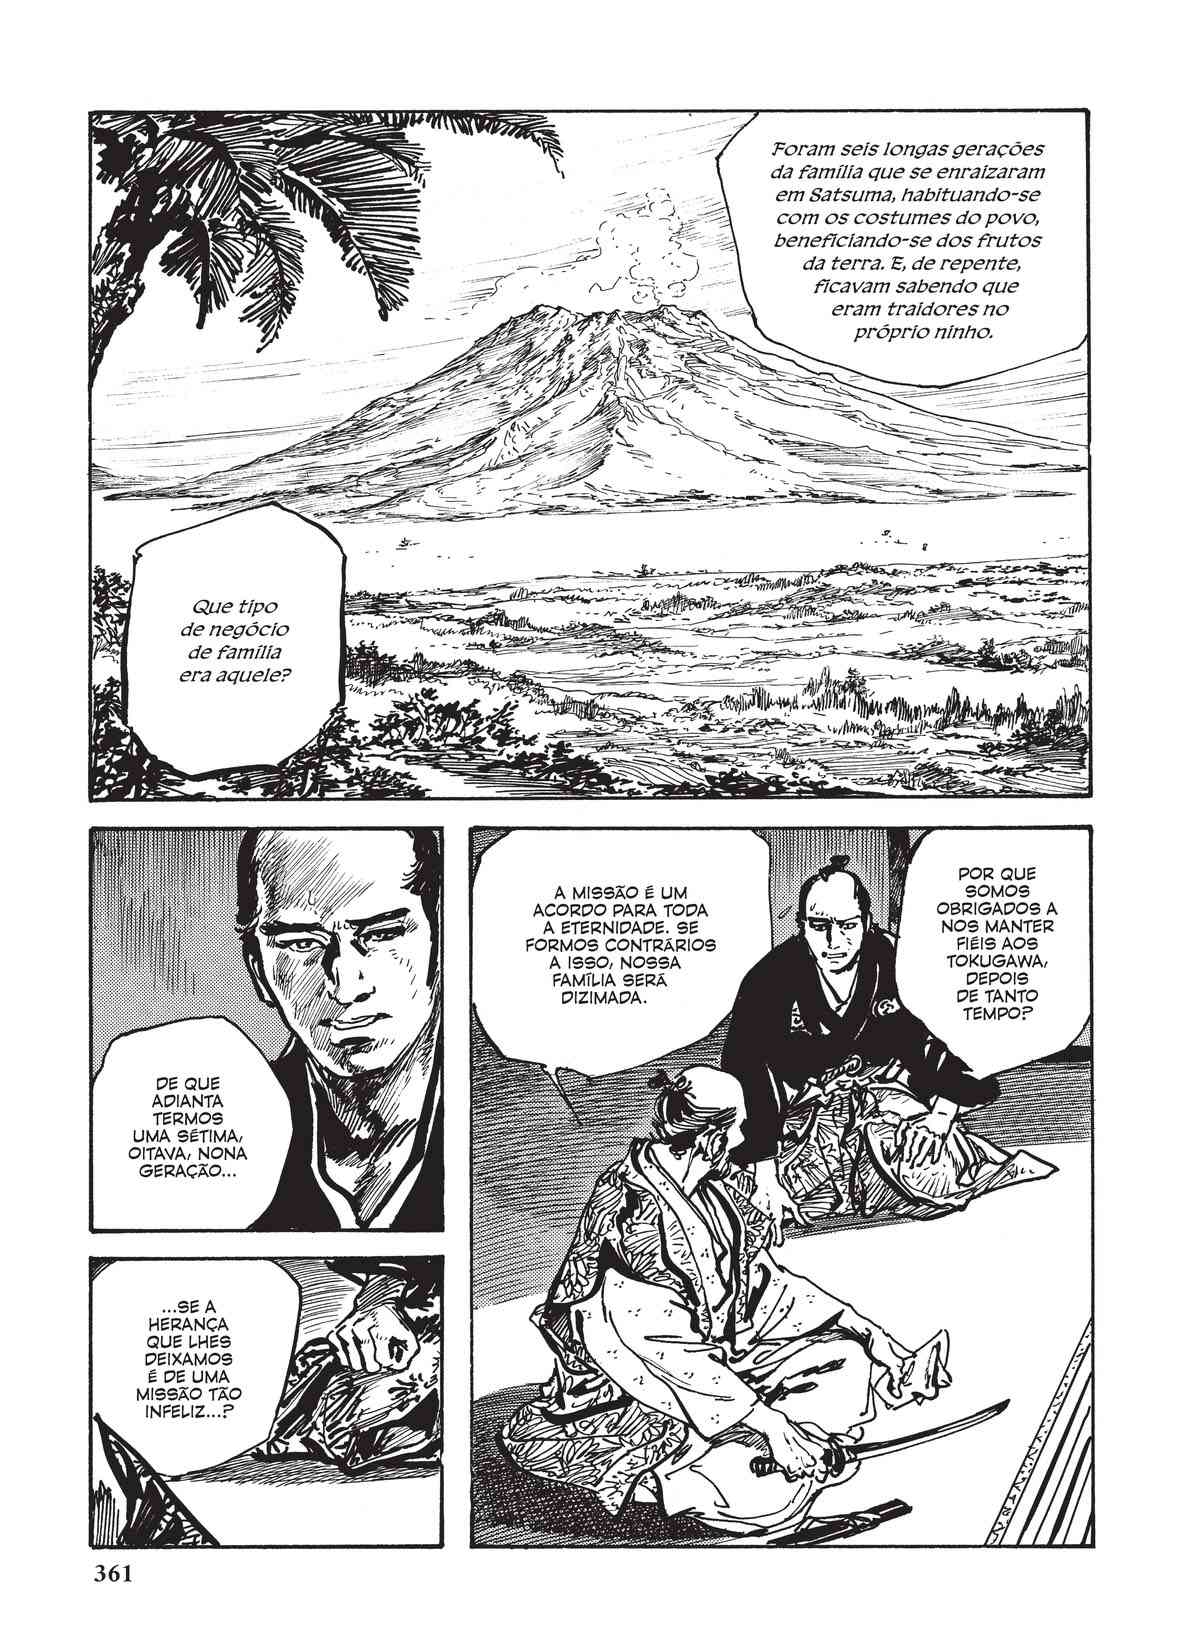 Foram seis longas gerações
da família que se enraizaram
em Satsuma, habituando-se
com os costumes do povo,
beneficiando-se dos frutos
da terra. E, de repente,
ficavam sabendo que
eram traidores no
próprio ninho.
Que tipo
de negócio
de família
era aquele?
POR QUE
SOMOS
OBRIGADOS A
NOS MANTER
FIÉIS AOS
TOKUGAWA,
DEPOIS
DE TANTO
TEMPO?
A MISSÃO É UM
ACORDO PARA TODA
A ETERNIDADE. SE
FORMOS CONTRÁRIOS
A ISSO, NOSSA
FAMÍLIA SERÁ
DIZIMADA.
DE QUE
ADIANTA
TERMOS
UMA SÉTIMA,
OITAVA, NONA
GERAÇÃO...
...SE A
HERANÇA
QUE LHES
DEIXAMOS
É DE UMA
MISSÃO TÃO
INFELIZ...?
361